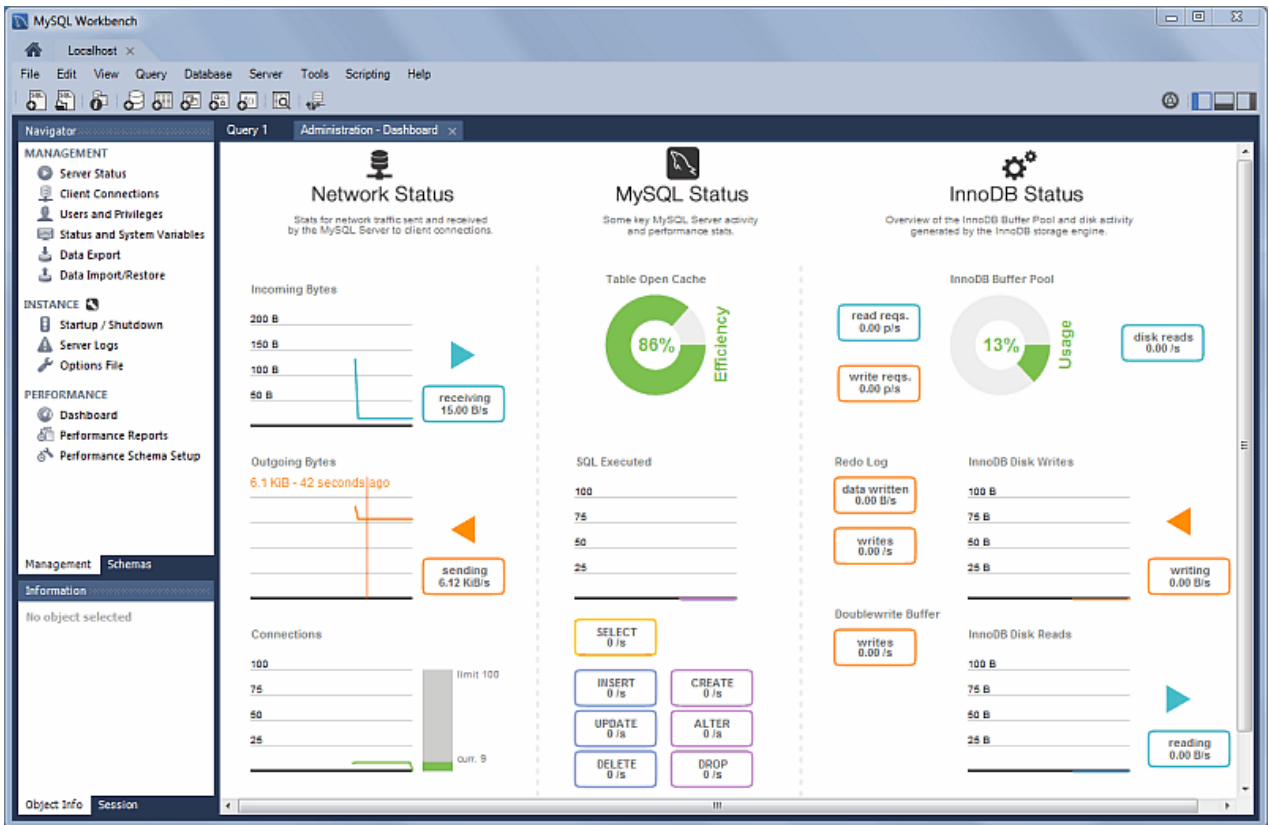 MySQL Workbench
Localhost
File Edit View Query Database Server Tools Scripting Help
Navigator
MANAGEMENT
Server Status
Client Connections
Users and Privileges
Status and System Variables
Data Export
Data Import/Restore
INSTANCE
Startup / Shutdown
Server Logs
Options File
PERFORMANCE
Dashboard
Performance Reports
Performance Schema Setup
Management Schemas
Information
No object selected
Object Info Session
Query 1 Administration - Dashboard
Network Status
Stats for network traffic sent and received
by the MySQL Server to client connections.
Incoming Bytes
200 B
150 B
100 B
50 B
receiving
15.00 B/s
Outgoing Bytes
6.1 KiB - 42 seconds ago
sending
6.12 KiB/s
Connections
100
75
50
25
limit 100
curr. 9
MySQL Status
Some key MySQL Server activity
and performance stats.
Table Open Cache
86%
Efficiency
SQL Executed
100
75
50
25
SELECT
0 /s
INSERT
0 /s
CREATE
0 /s
UPDATE
0 /s
ALTER
0 /s
DELETE
0 /s
DROP
0 /s
InnoDB Status
Overview of the InnoDB Buffer Pool and disk activity
generated by the InnoDB storage engine.
InnoDB Buffer Pool
read reqs.
0.00 p/s
write reqs.
0.00 p/s
13%
Usage
disk reads
0.00 /s
Redo Log
data written
0.00 B/s
writes
0.00 /s
InnoDB Disk Writes
100 B
75 B
50 B
25 B
writing
0.00 B/s
Doublewrite Buffer
writes
0.00 /s
InnoDB Disk Reads
100 B
75 B
50 B
25 B
reading
0.00 B/s